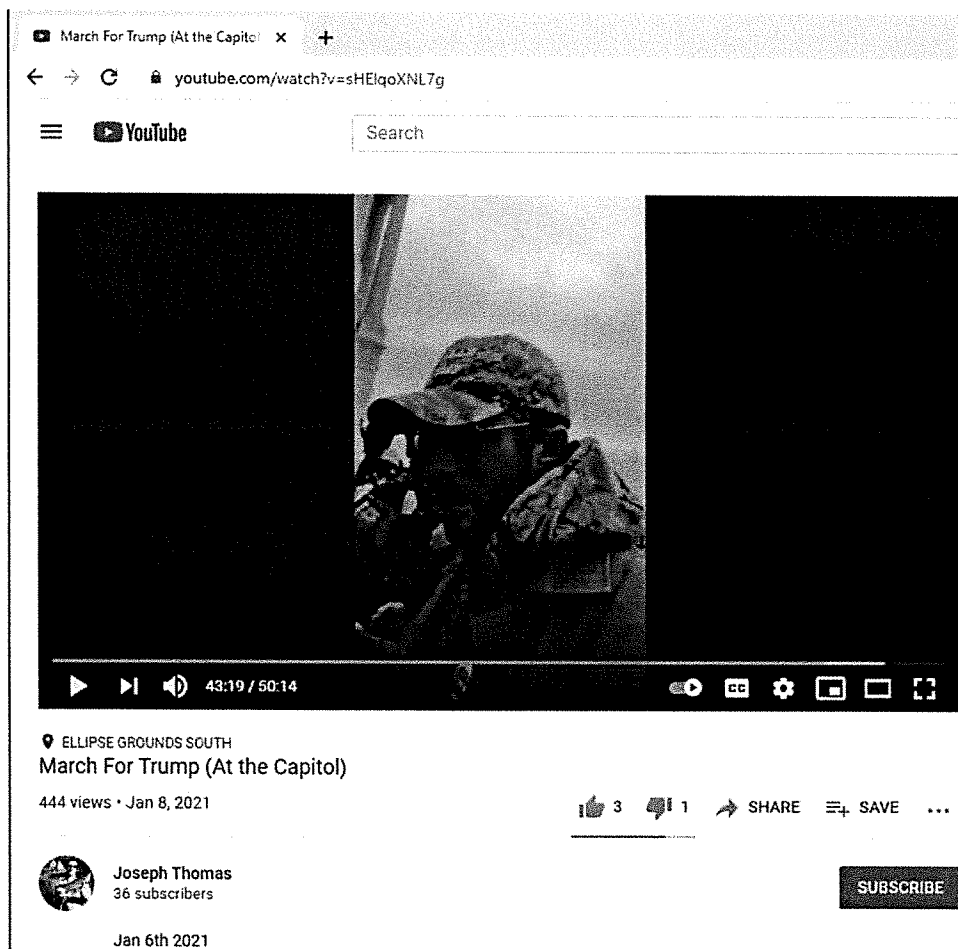 March For Trump (At the Capitol
youtube.com/watch?v=sHElqoXNL7g
YouTube
Search
43:19 / 50:14
CC
ELLIPSE GROUNDS SOUTH
March For Trump (At the Capitol)
444 views • Jan 8, 2021
3 1 SHARE SAVE
Joseph Thomas
36 subscribers
SUBSCRIBE
Jan 6th 2021